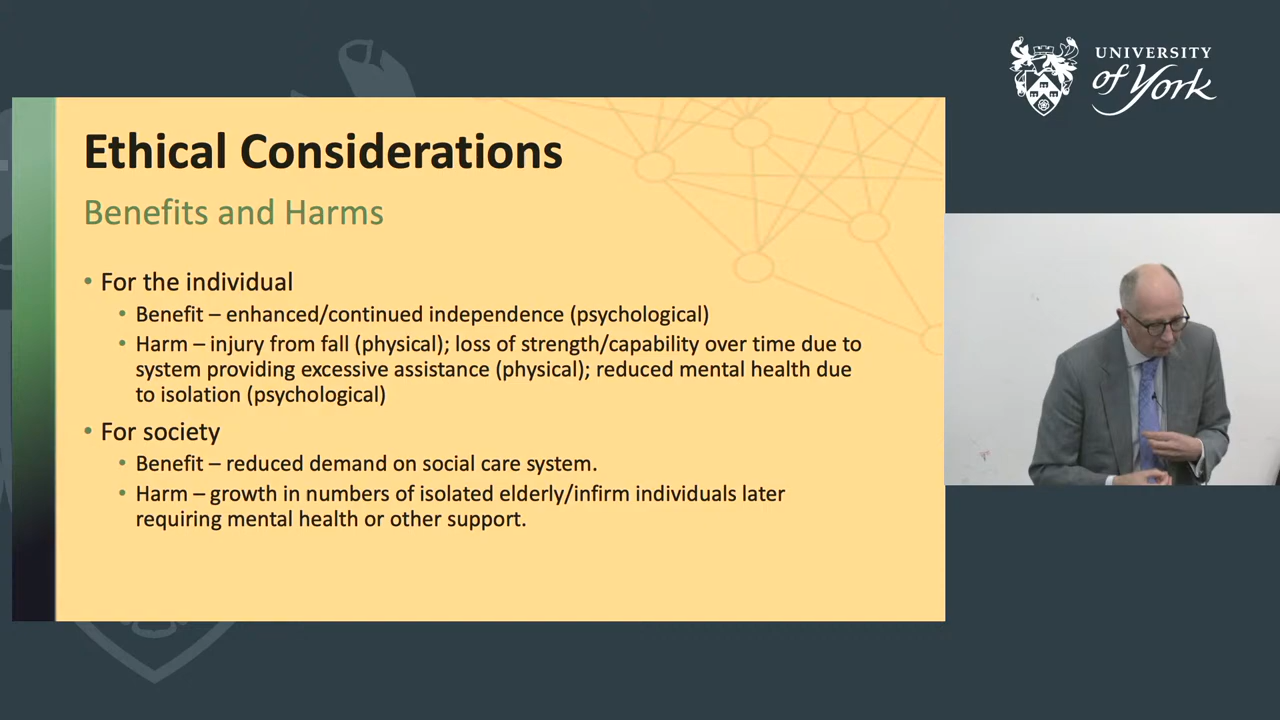 UNIVERSITY
of York
Ethical Considerations
Benefits and Harms
• For the individual
• Benefit – enhanced/continued independence (psychological)
• Harm – injury from fall (physical); loss of strength/capability over time due to
system providing excessive assistance (physical); reduced mental health due
to isolation (psychological)
• For society
• Benefit – reduced demand on social care system.
• Harm – growth in numbers of isolated elderly/infirm individuals later
requiring mental health or other support.